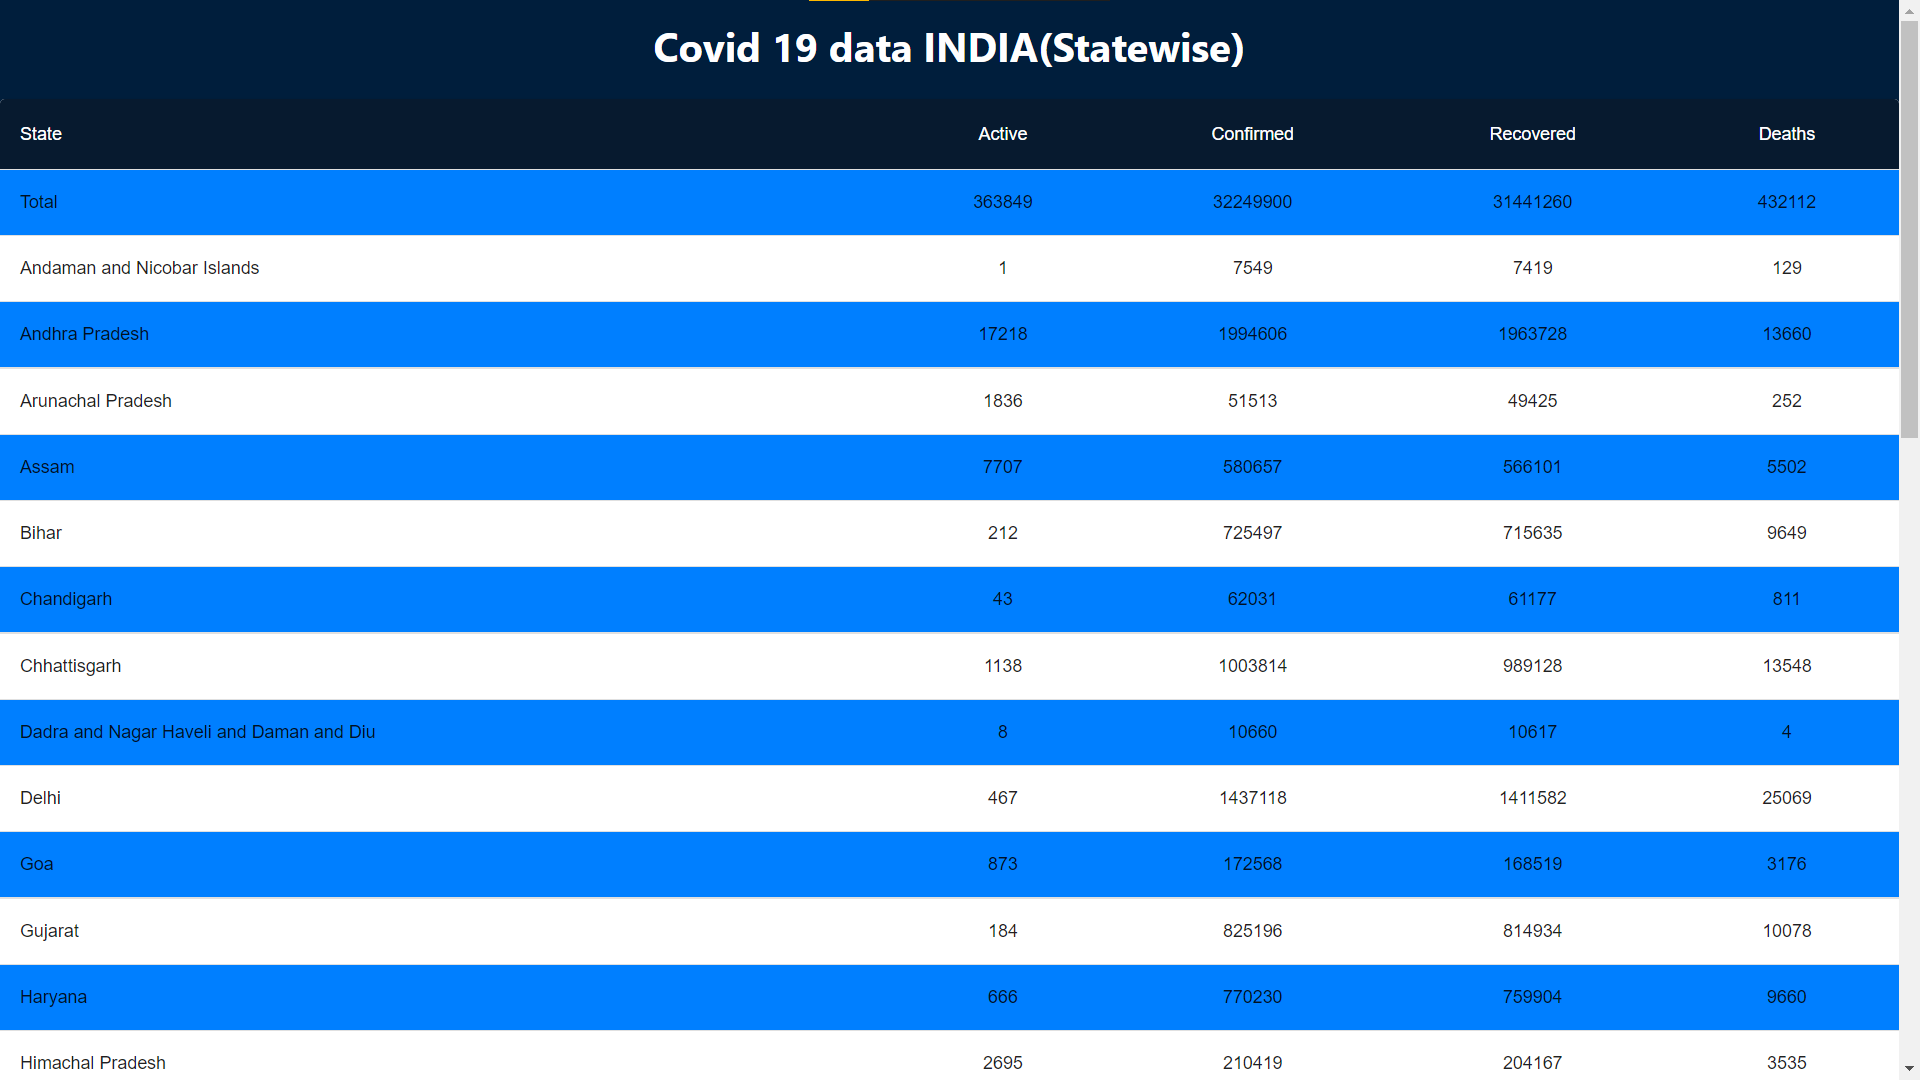 Covid 19 data INDIA(Statewise)
State Active Confirmed Recovered Deaths
Total 363849 32249900 31441260 432112
Andaman and Nicobar Islands 1 7549 7419 129
Andhra Pradesh 17218 1994606 1963728 13660
Arunachal Pradesh 1836 51513 49425 252
Assam 7707 580657 566101 5502
Bihar 212 725497 715635 9649
Chandigarh 43 62031 61177 811
Chhattisgarh 1138 1003814 989128 13548
Dadra and Nagar Haveli and Daman and Diu 8 10660 10617 4
Delhi 467 1437118 1411582 25069
Goa 873 172568 168519 3176
Gujarat 184 825196 814934 10078
Haryana 666 770230 759904 9660
Himachal Pradesh 2695 210419 204167 3535